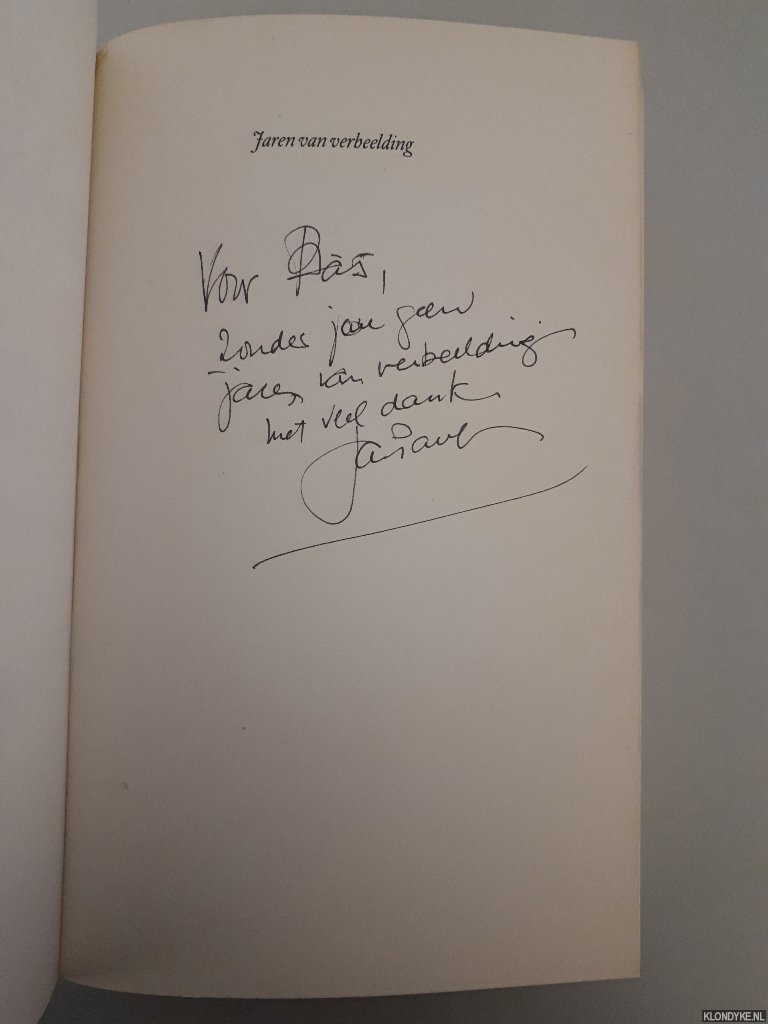 Jaren van verbeelding
Voor Bas,
zonder jou geen
jaren van verbeelding
met veel dank
KLONDYKE.NL